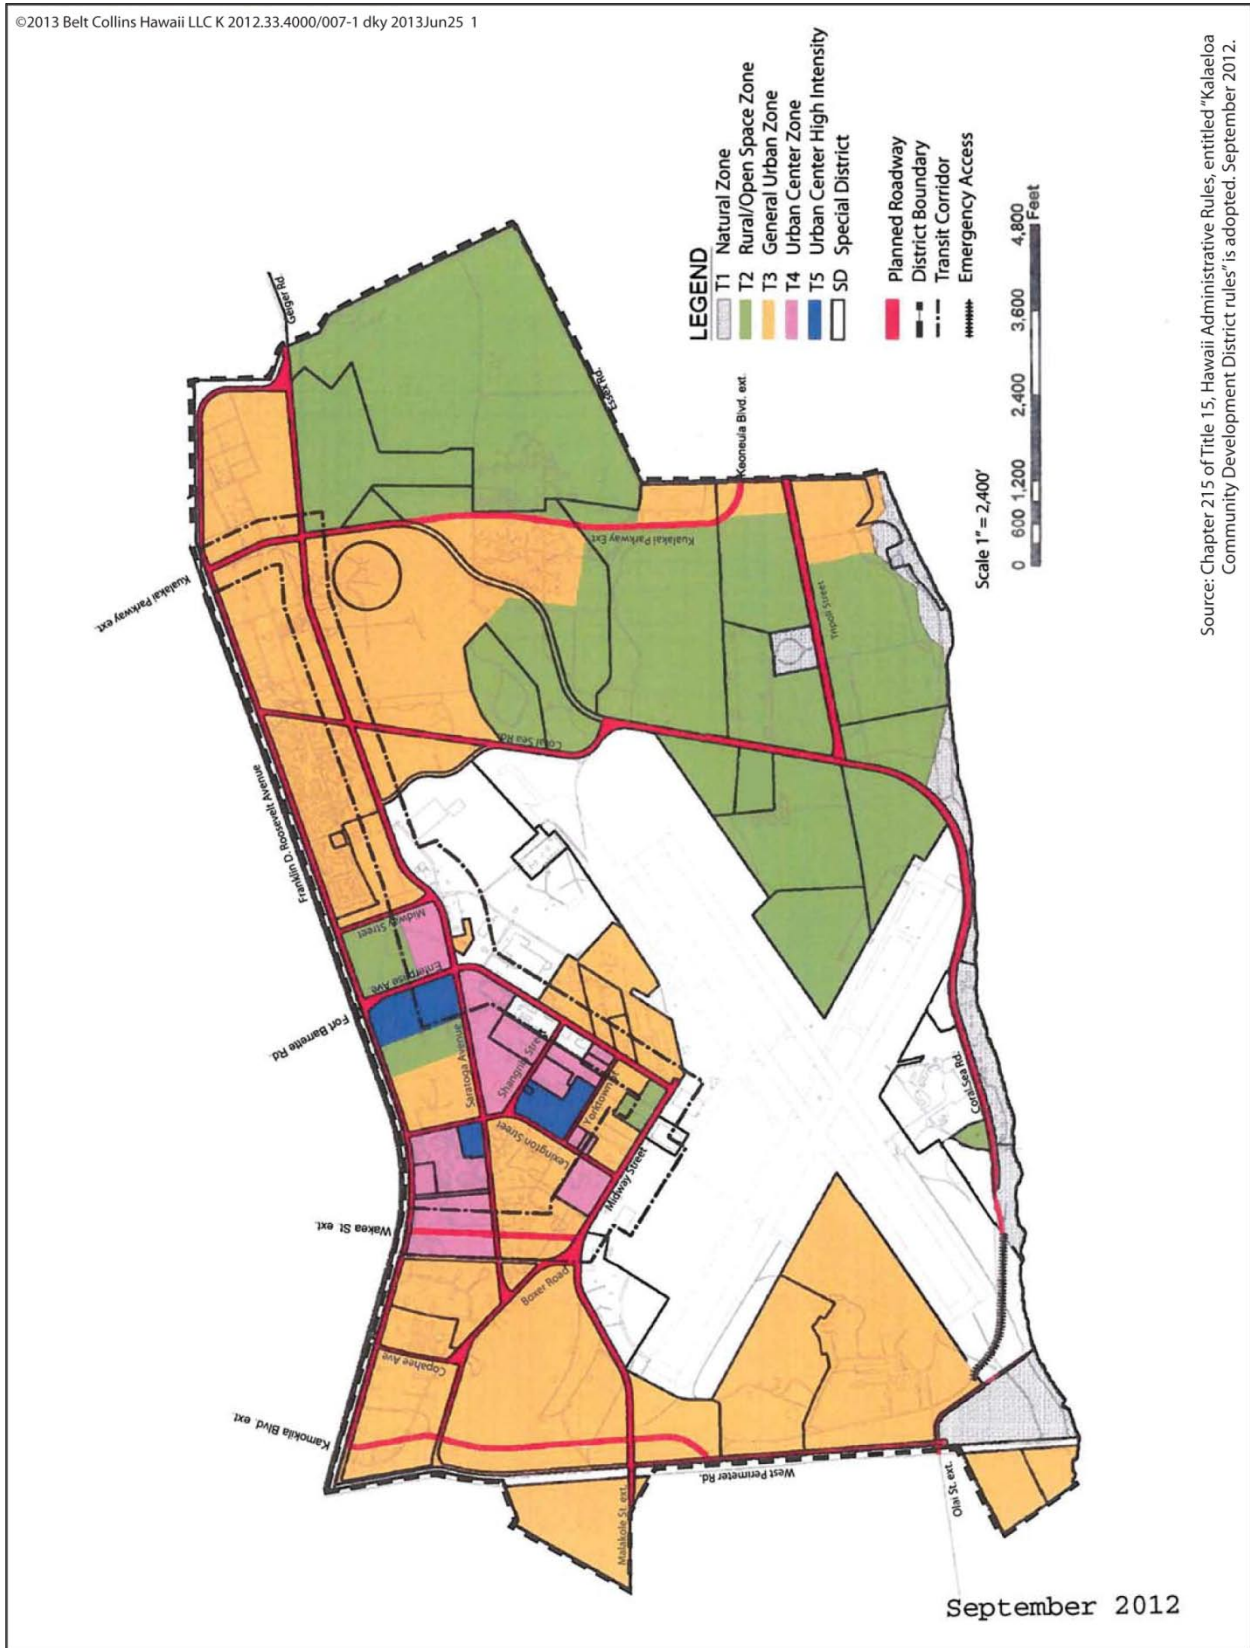 ©2013 Belt Collins Hawaii LLC K 2012.33.4000/007-1 dky 2013Jun25 1
LEGEND
T1 Natural Zone
T2 Rural/Open Space Zone
T3 General Urban Zone
T4 Urban Center Zone
T5 Urban Center High Intensity
SD Special District
Planned Roadway
District Boundary
Transit Corridor
Emergency Access
Scale 1" = 2,400'
0 600 1,200 2,400 3,600 4,800
Feet
Source: Chapter 215 of Title 15, Hawaii Administrative Rules, entitled "Kalaeloa
Community Development District rules" is adopted. September 2012.
Geiger Rd.
Essex Rd.
Keoneula Blvd. ext.
Kualakai Parkway ext.
Kualakai Parkway Ext.
Tripoli Street
Coral Sea Rd.
Franklin D. Roosevelt Avenue
Midway Street
Enterprise Ave.
Fort Barrette Rd.
Saratoga Avenue
Shangrila Street
Yorktown
Lexington Street
Midway Street
Wakea St. ext.
Boxer Road
Copahee Ave
Kamokila Blvd. ext.
West Perimeter Rd.
Malakole St. ext.
Olai St. ext.
Coral Sea Rd.
September 2012